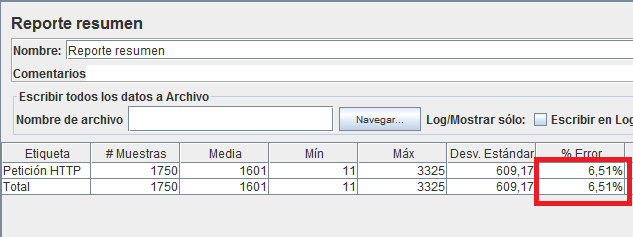 Reporte resumen
Nombre: Reporte resumen
Comentarios
Escribir todos los datos a Archivo
Nombre de archivo Navegar... Log/Mostrar sólo: Escribir en Log
Etiqueta # Muestras Media Mín Máx Desv. Estándar % Error
Petición HTTP 1750 1601 11 3325 609,17 6,51%
Total 1750 1601 11 3325 609,17 6,51%